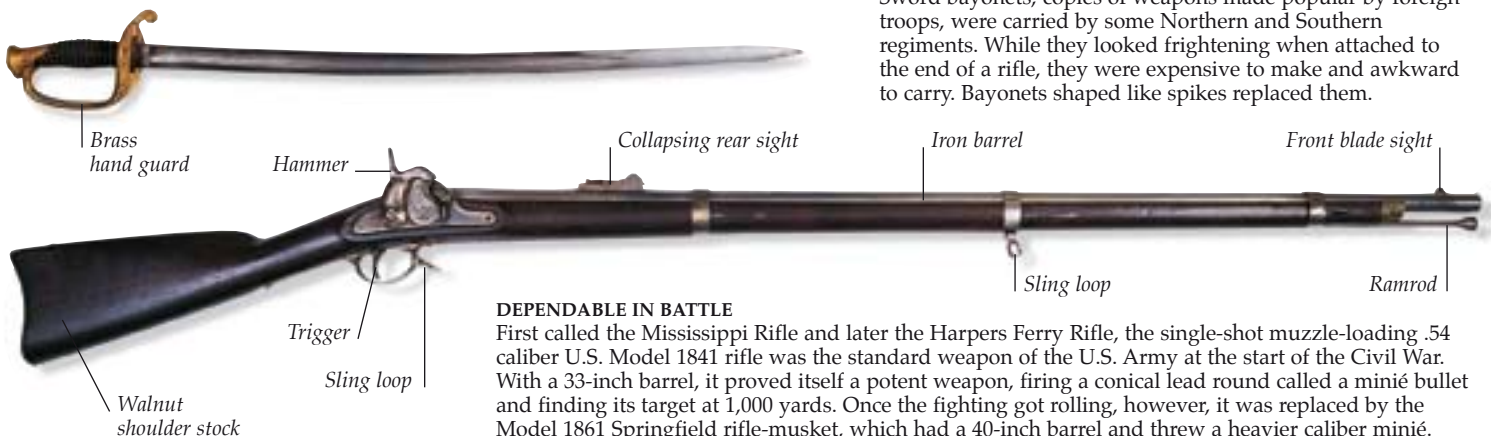 Sword bayonets, copies of weapons made popular by foreign
troops, were carried by some Northern and Southern
regiments. While they looked frightening when attached to
the end of a rifle, they were expensive to make and awkward
to carry. Bayonets shaped like spikes replaced them.
Brass
hand guard
Hammer
Collapsing rear sight
Iron barrel
Front blade sight
Sling loop
Ramrod
Trigger
Sling loop
Walnut
shoulder stock
DEPENDABLE IN BATTLE
First called the Mississippi Rifle and later the Harpers Ferry Rifle, the single-shot muzzle-loading .54
caliber U.S. Model 1841 rifle was the standard weapon of the U.S. Army at the start of the Civil War.
With a 33-inch barrel, it proved itself a potent weapon, firing a conical lead round called a minié bullet
and finding its target at 1,000 yards. Once the fighting got rolling, however, it was replaced by the
Model 1861 Springfield rifle-musket, which had a 40-inch barrel and threw a heavier caliber minié.